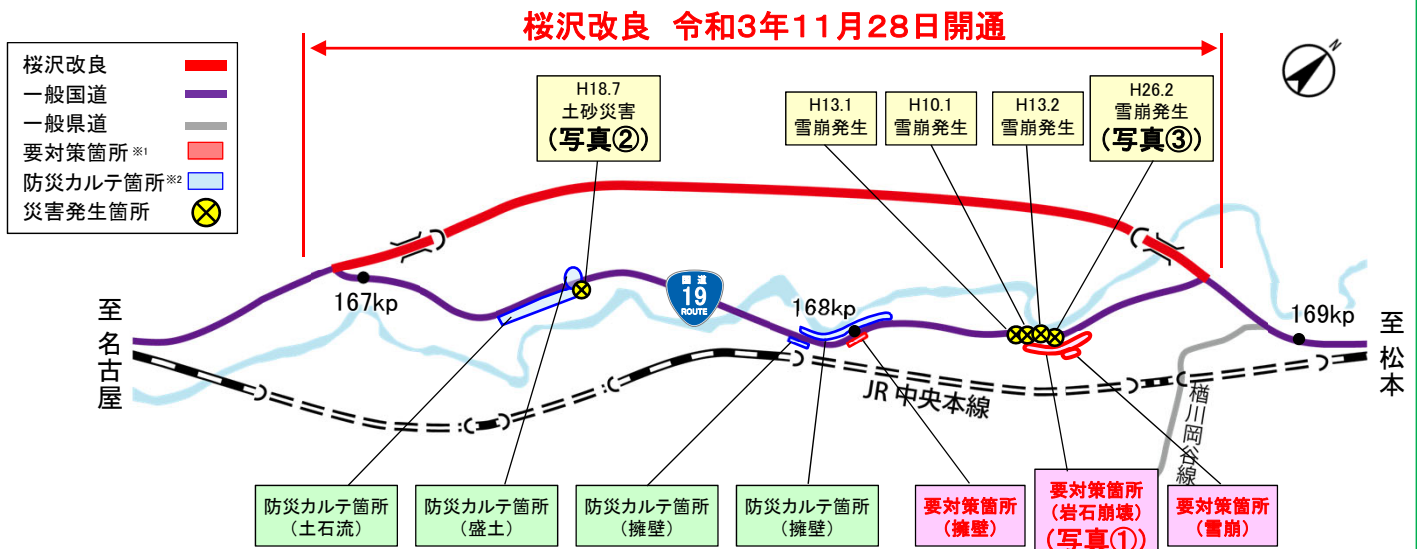 桜沢改良 令和3年11月28日開通
N
桜沢改良
一般国道
一般県道
要対策箇所※1
防災カルテ箇所※2
災害発生箇所
H18.7
土砂災害
(写真②)
H13.1
雪崩発生
H10.1
雪崩発生
H13.2
雪崩発生
H26.2
雪崩発生
(写真③)
至名古屋
167kp
国道
19
ROUTE
168kp
169kp
至松本
JR中央本線
楢川岡谷線
防災カルテ箇所
(土石流)
防災カルテ箇所
(盛土)
防災カルテ箇所
(擁壁)
防災カルテ箇所
(擁壁)
要対策箇所
(擁壁)
要対策箇所
(岩石崩壊)
(写真①)
要対策箇所
(雪崩)